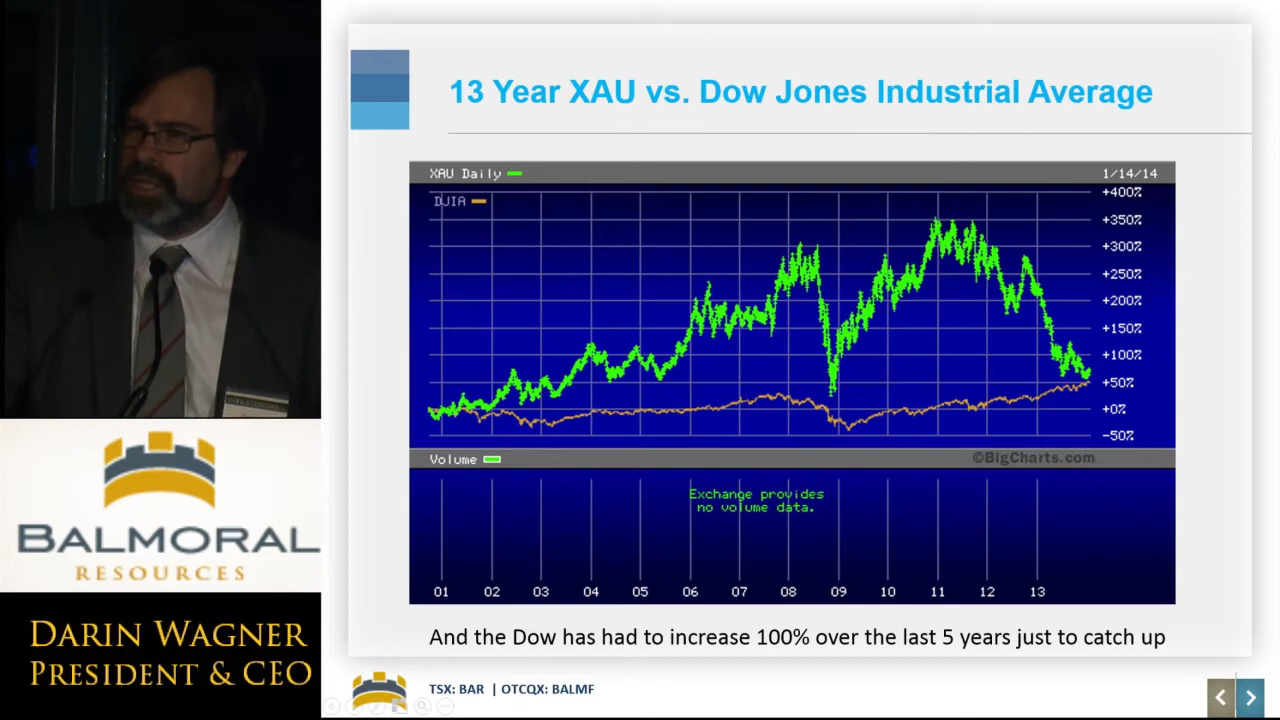 13 Year XAU vs. Dow Jones Industrial Average
XAU Daily
1/14/14
DJIA
+400%
+350%
+300%
+250%
+200%
+150%
+100%
+50%
+0%
-50%
Volume
©BigCharts.com
Exchange provides
no volume data.
01 02 03 04 05 06 07 08 09 10 11 12 13
And the Dow has had to increase 100% over the last 5 years just to catch up
TSX: BAR | OTCQX: BALMF
BALMORAL
RESOURCES
DARIN WAGNER
PRESIDENT & CEO